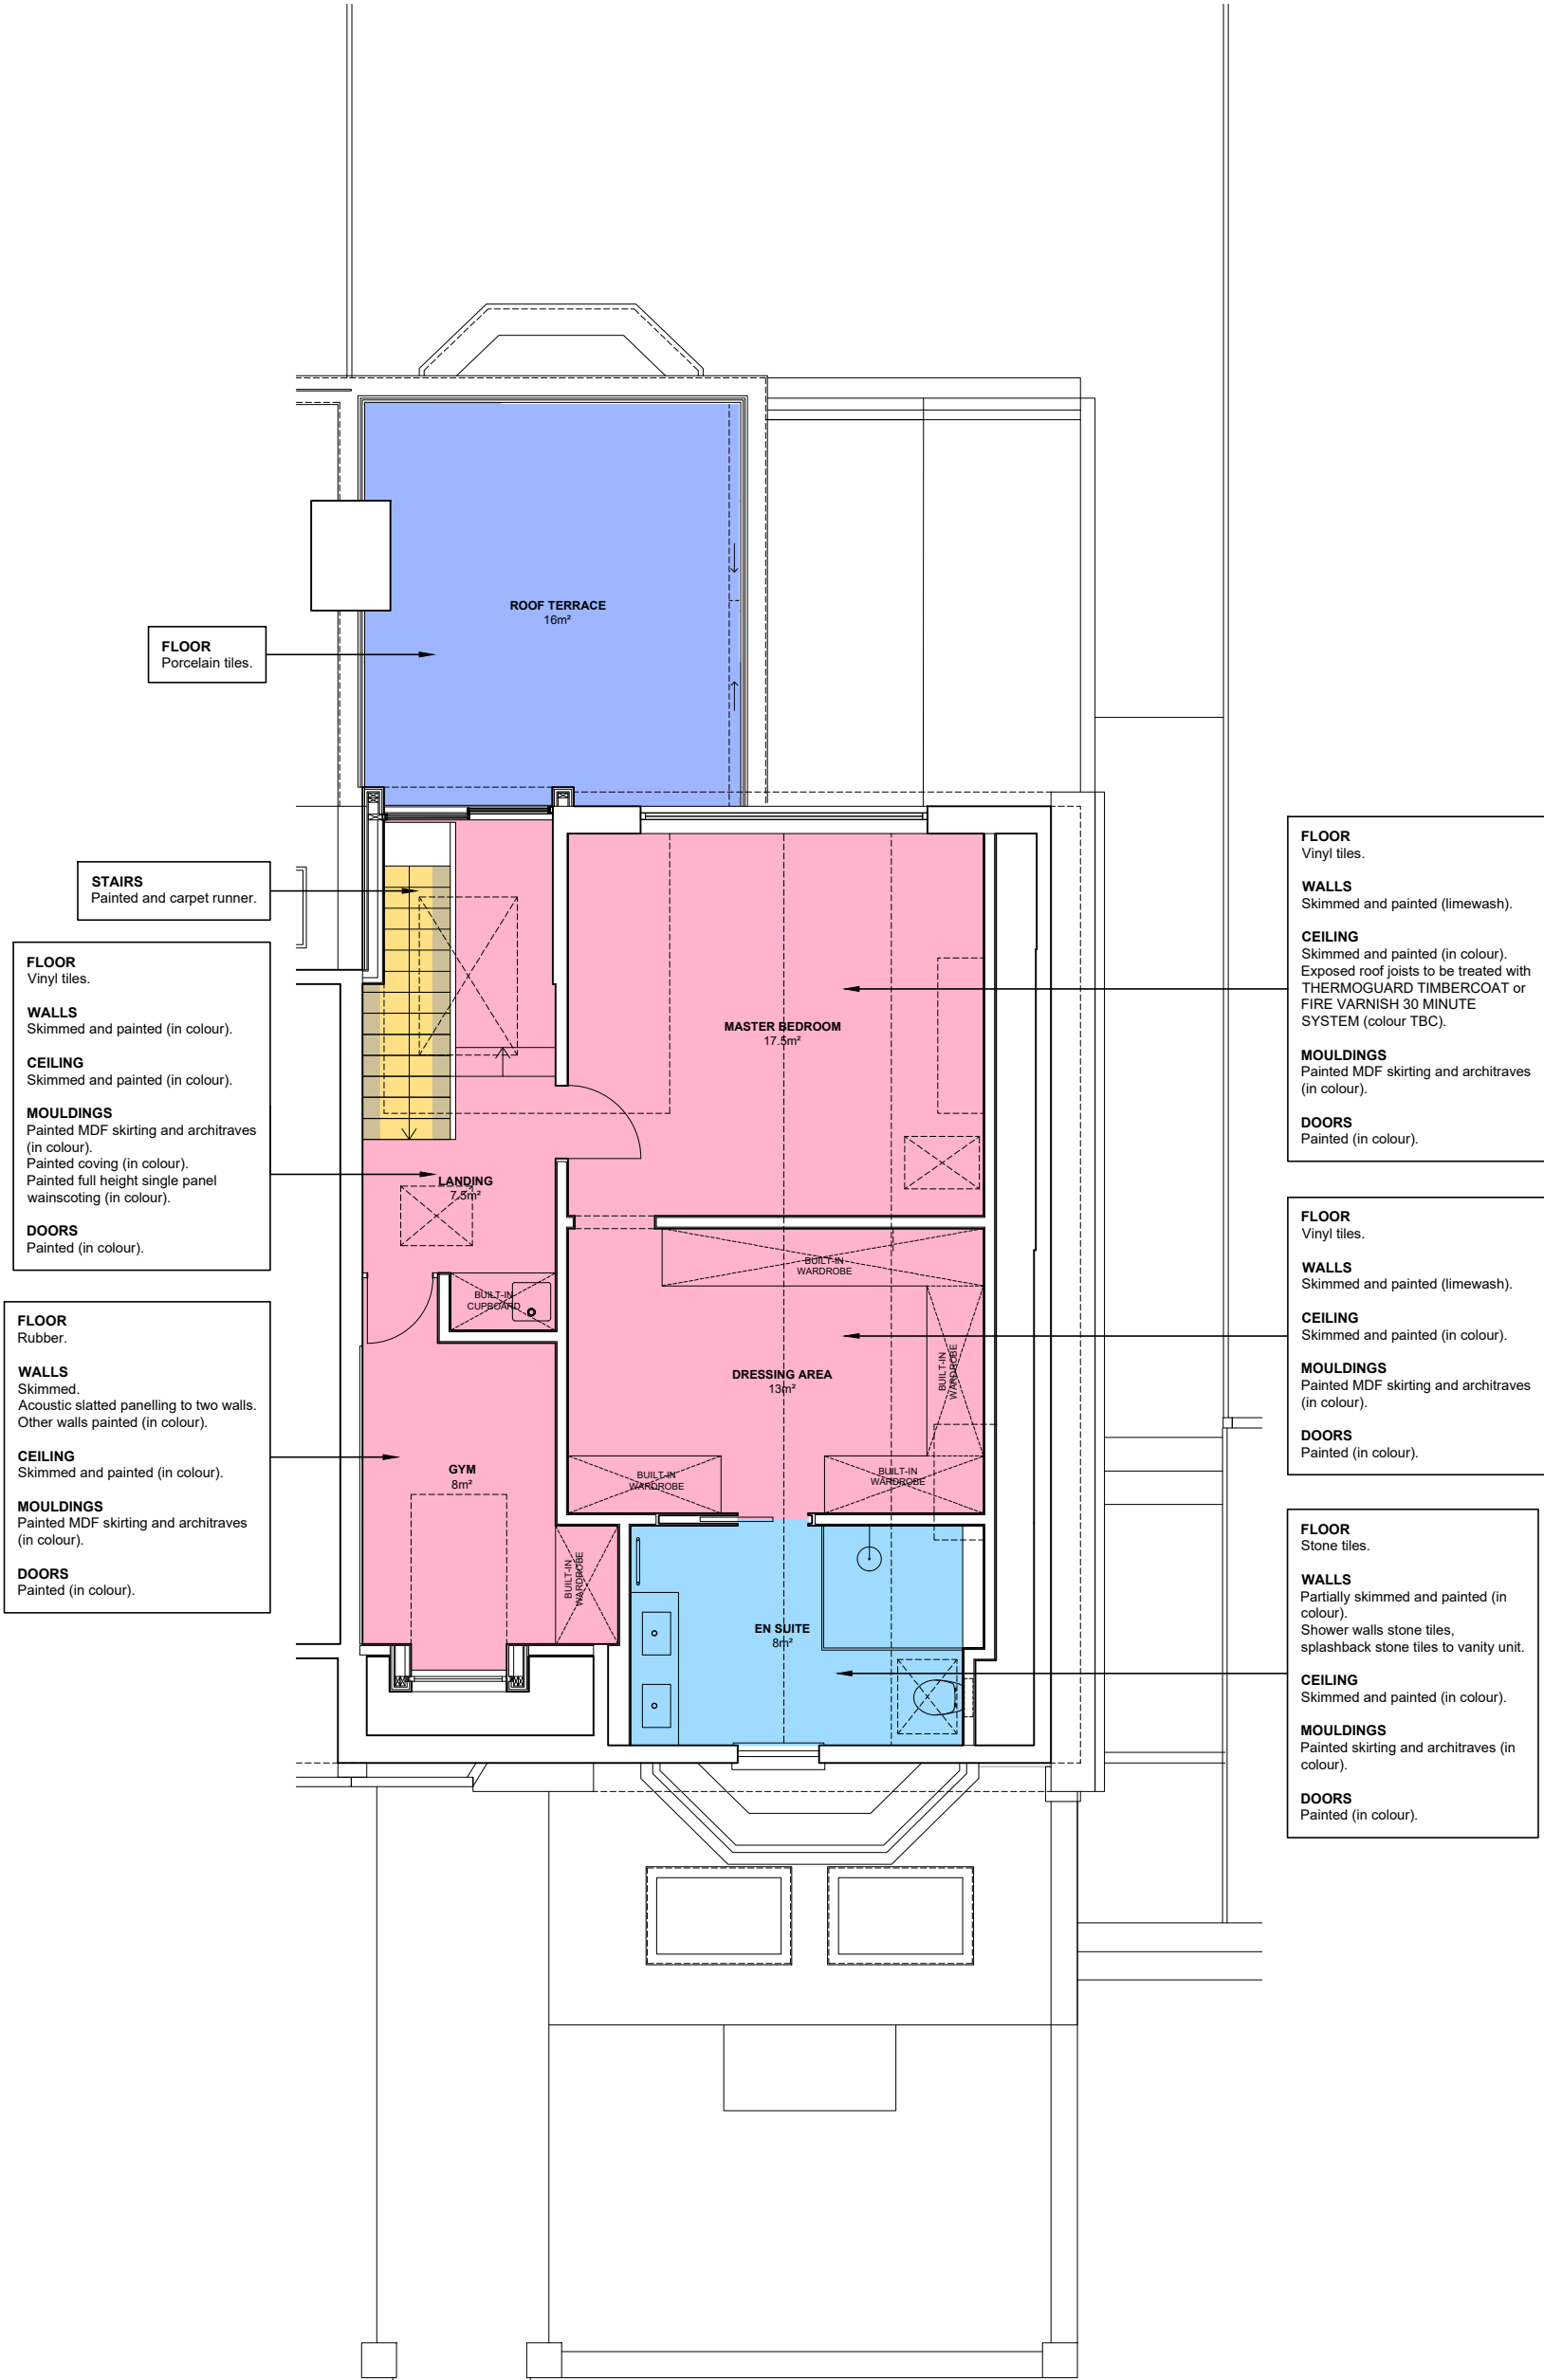 ROOF TERRACE
16m²
FLOOR
Porcelain tiles.
STAIRS
Painted and carpet runner.
FLOOR
Vinyl tiles.
WALLS
Skimmed and painted (in colour).
CEILING
Skimmed and painted (in colour).
MOULDINGS
Painted MDF skirting and architraves
(in colour).
Painted coving (in colour).
Painted full height single panel
wainscoting (in colour).
DOORS
Painted (in colour).
FLOOR
Rubber.
WALLS
Skimmed.
Acoustic slatted panelling to two walls.
Other walls painted (in colour).
CEILING
Skimmed and painted (in colour).
MOULDINGS
Painted MDF skirting and architraves
(in colour).
DOORS
Painted (in colour).
MASTER BEDROOM
17.5m²
LANDING
7.5m²
BUILT-IN
CUPBOARD
BUILT-IN
WARDROBE
BUILT-IN
WARDROBE
DRESSING AREA
13m²
BUILT-IN
WARDROBE
BUILT-IN
WARDROBE
GYM
8m²
BUILT-IN
WARDROBE
EN SUITE
8m²
FLOOR
Vinyl tiles.
WALLS
Skimmed and painted (limewash).
CEILING
Skimmed and painted (in colour).
Exposed roof joists to be treated with
THERMOGUARD TIMBERCOAT or
FIRE VARNISH 30 MINUTE
SYSTEM (colour TBC).
MOULDINGS
Painted MDF skirting and architraves
(in colour).
DOORS
Painted (in colour).
FLOOR
Vinyl tiles.
WALLS
Skimmed and painted (limewash).
CEILING
Skimmed and painted (in colour).
MOULDINGS
Painted MDF skirting and architraves
(in colour).
DOORS
Painted (in colour).
FLOOR
Stone tiles.
WALLS
Partially skimmed and painted (in
colour).
Shower walls stone tiles,
splashback stone tiles to vanity unit.
CEILING
Skimmed and painted (in colour).
MOULDINGS
Painted skirting and architraves (in
colour).
DOORS
Painted (in colour).